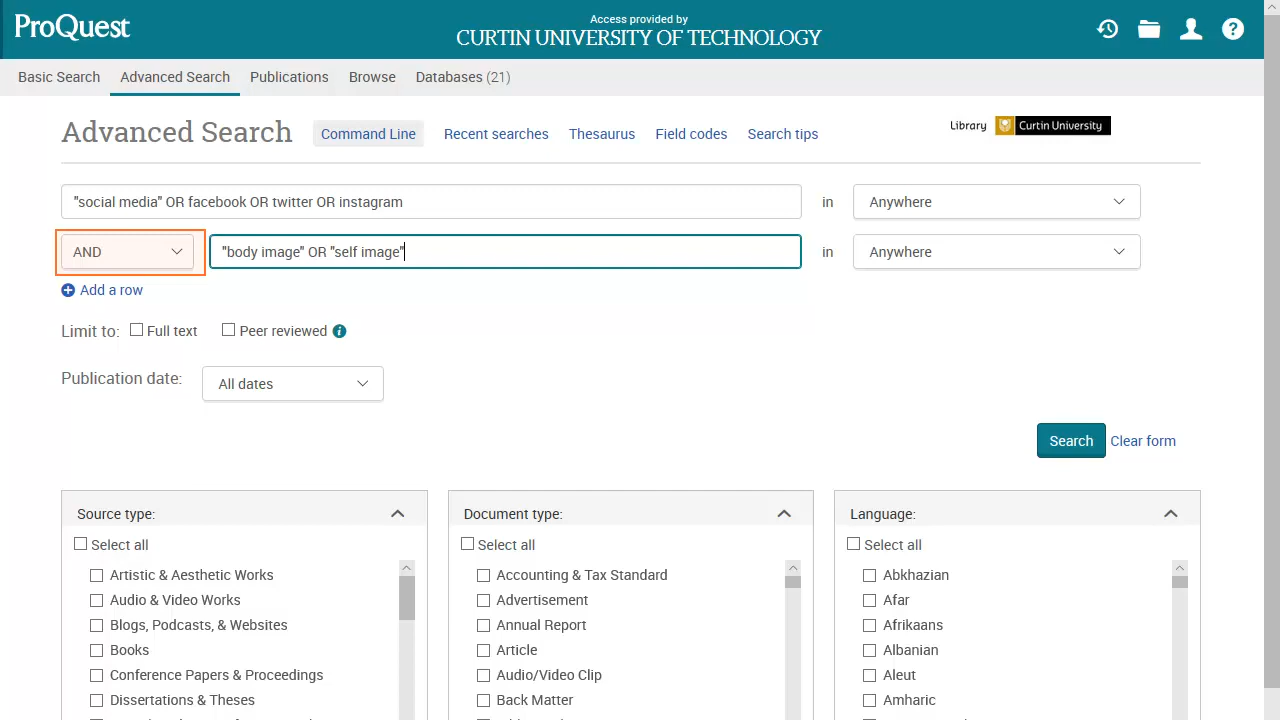 ProQuest
Access provided by
CURTIN UNIVERSITY OF TECHNOLOGY
?
Basic Search Advanced Search Publications Browse Databases (21)
Advanced Search Command Line Recent searches Thesaurus Field codes Search tips
Library Curtin University
"social media" OR facebook OR twitter OR instagram in Anywhere
AND "body image" OR "self image" in Anywhere
Add a row
Limit to: Full text Peer reviewed i
Publication date: All dates
Search Clear form
Source type: Document type: Language:
Select all Select all Select all
Artistic & Aesthetic Works Accounting & Tax Standard Abkhazian
Audio & Video Works Advertisement Afar
Blogs, Podcasts, & Websites Annual Report Afrikaans
Books Article Albanian
Conference Papers & Proceedings Audio/Video Clip Aleut
Dissertations & Theses Back Matter Amharic